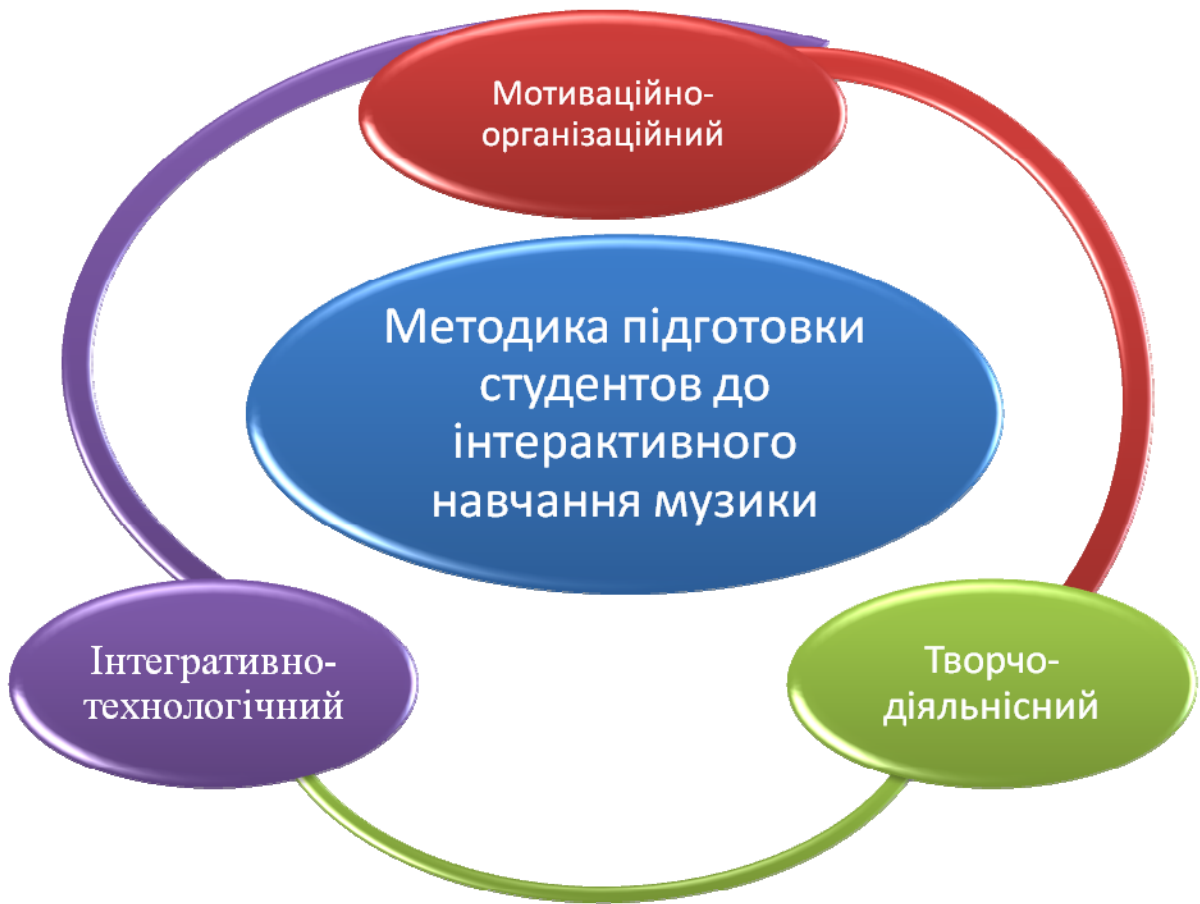 Мотиваційно-
організаційний
Методика підготовки
студентов до
інтерактивного
навчання музики
Інтегративно-
технологічний
Творчо-
діяльнісний